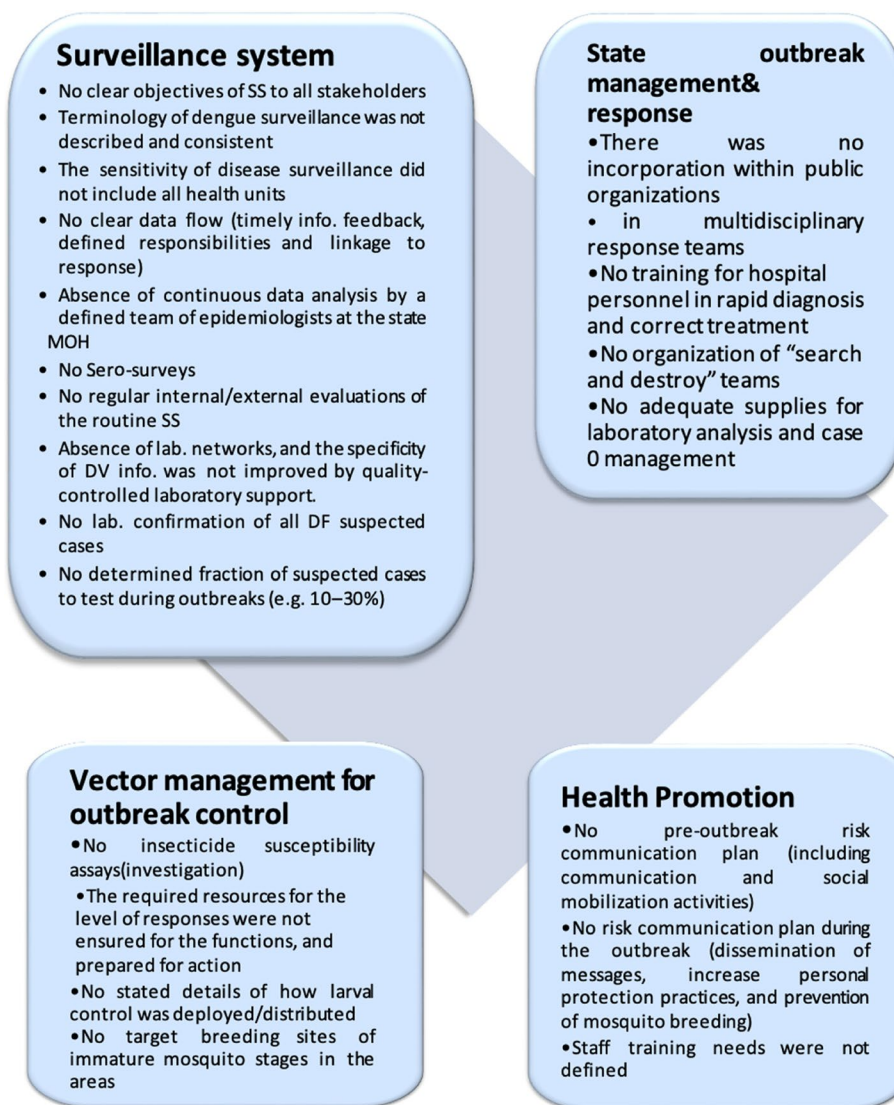 Surveillance system
• No clear objectives of SS to all stakeholders
• Terminology of dengue surveillance was not
described and consistent
• The sensitivity of disease surveillance did
not include all health units
• No clear data flow (timely info. feedback,
defined responsibilities and linkage to
response)
• Absence of continuous data analysis by a
defined team of epidemiologists at the state
MOH
• No Sero-surveys
• No regular internal/external evaluations of
the routine SS
• Absence of lab. networks, and the specificity
of DV info. was not improved by quality-
controlled laboratory support.
• No lab. confirmation of all DF suspected
cases
• No determined fraction of suspected cases
to test during outbreaks (e.g. 10–30%)
State outbreak
management&
response
•There was no
incorporation within public
organizations
• in multidisciplinary
response teams
•No training for hospital
personnel in rapid diagnosis
and correct treatment
•No organization of “search
and destroy” teams
•No adequate supplies for
laboratory analysis and case
0 management
Vector management for
outbreak control
•No insecticide susceptibility
assays(investigation)
•The required resources for the
level of responses were not
ensured for the functions, and
prepared for action
•No stated details of how larval
control was deployed/distributed
•No target breeding sites of
immature mosquito stages in the
areas
Health Promotion
•No pre-outbreak risk
communication plan (including
communication and social
mobilization activities)
•No risk communication plan during
the outbreak (dissemination of
messages, increase personal
protection practices, and prevention
of mosquito breeding)
•Staff training needs were not
defined